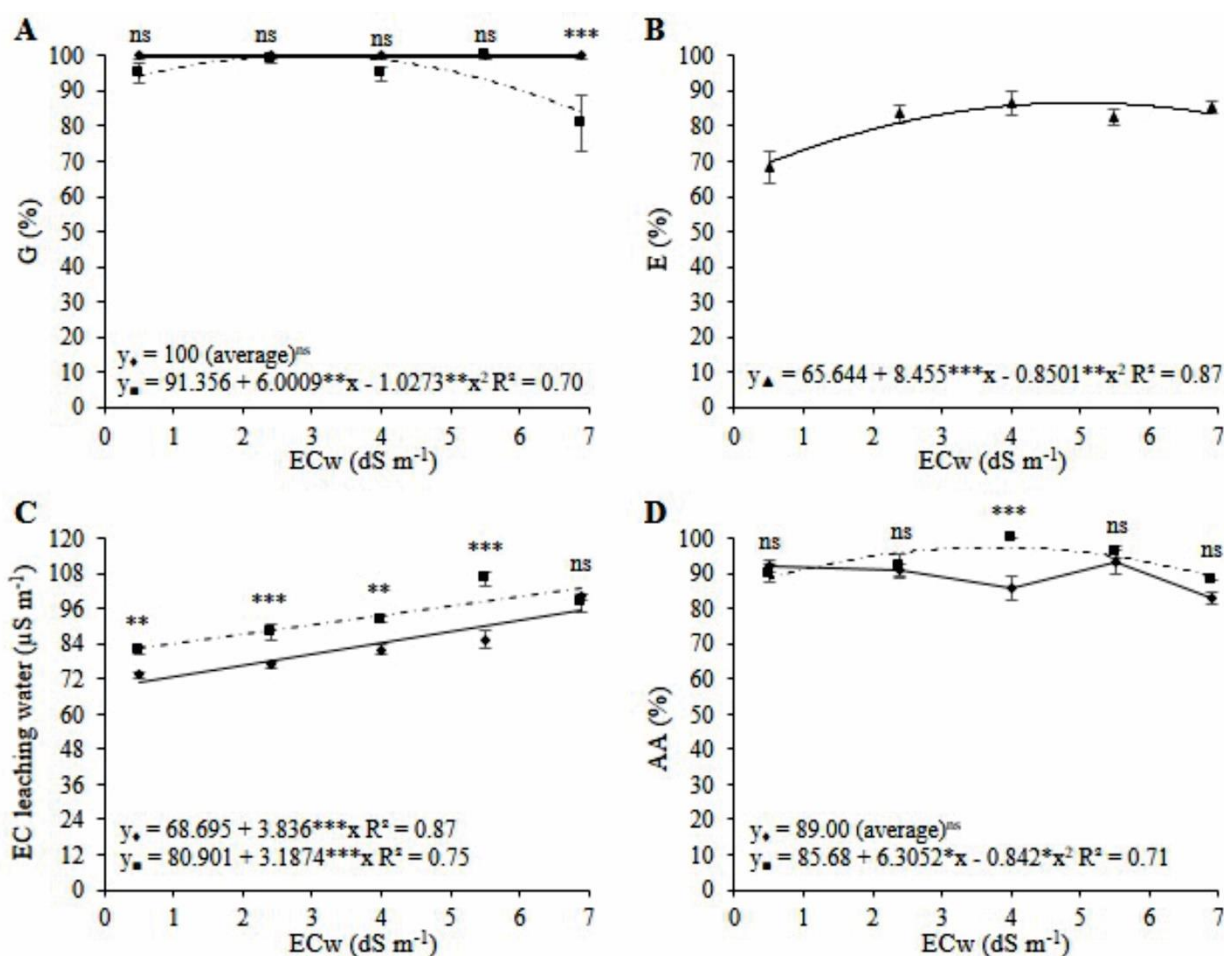 A
ns ns ns ns ***
100
90
80
70
60
50
40
30
20
10
0
G (%)
y♦ = 100 (average)ⁿˢ
y■ = 91.356 + 6.0009**x - 1.0273**x² R² = 0.70
0 1 2 3 4 5 6 7
ECw (dS m⁻¹)
B
100
90
80
70
60
50
40
30
20
10
0
E (%)
y▲ = 65.644 + 8.455***x - 0.8501**x² R² = 0.87
0 1 2 3 4 5 6 7
ECw (dS m⁻¹)
C
120
108
96
84
72
60
48
36
24
12
0
EC leaching water (µS m⁻¹)
** *** ** *** ns
y♦ = 68.695 + 3.836***x R² = 0.87
y■ = 80.901 + 3.1874***x R² = 0.75
0 1 2 3 4 5 6 7
ECw (dS m⁻¹)
D
ns ns *** ns ns
100
90
80
70
60
50
40
30
20
10
0
AA (%)
y♦ = 89.00 (average)ⁿˢ
y■ = 85.68 + 6.3052*x - 0.842*x² R² = 0.71
0 1 2 3 4 5 6 7
ECw (dS m⁻¹)